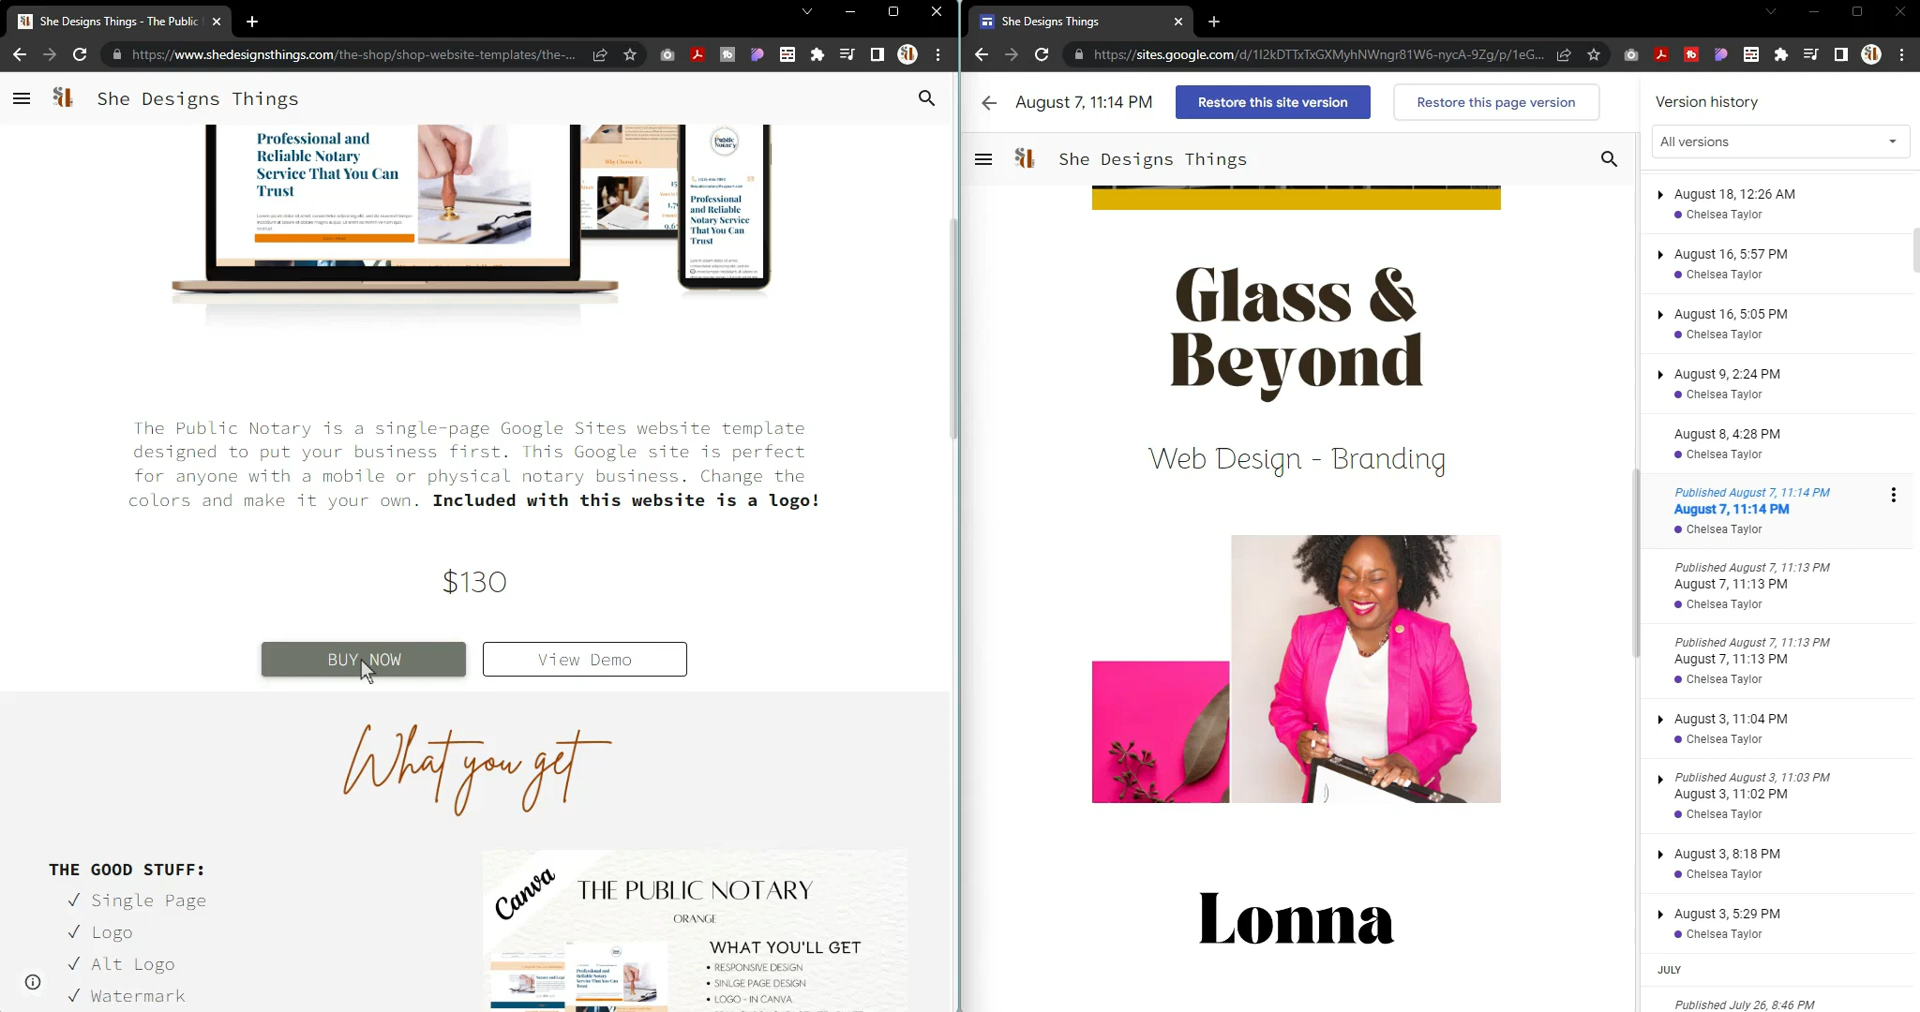 She Designs Things - The Public
https://www.shedesignsthings.com/the-shop/shop-website-templates/the-...
She Designs Things
Professional and
Reliable Notary
Service That You Can
Trust
Why Choose Us
Public
Notary
Professional
and Reliable
Notary Service
That You Can
Trust
The Public Notary is a single-page Google Sites website template
designed to put your business first. This Google site is perfect
for anyone with a mobile or physical notary business. Change the
colors and make it your own. Included with this website is a logo!
$130
BUY NOW
View Demo
What you get
THE GOOD STUFF:
✓ Single Page
✓ Logo
✓ Alt Logo
✓ Watermark
Canva
THE PUBLIC NOTARY
ORANGE
WHAT YOU'LL GET
• RESPONSIVE DESIGN
• SINLGE PAGE DESIGN
• LOGO - IN CANVA
She Designs Things
https://sites.google.com/d/1I2kDTTxTxGXMyhNWngr81W6-nycA-9Zg/p/1eG...
August 7, 11:14 PM
Restore this site version
Restore this page version
She Designs Things
Glass &
Beyond
Web Design - Branding
Lonna
Version history
All versions
August 18, 12:26 AM
Chelsea Taylor
August 16, 5:57 PM
Chelsea Taylor
August 16, 5:05 PM
Chelsea Taylor
August 9, 2:24 PM
Chelsea Taylor
August 8, 4:28 PM
Chelsea Taylor
Published August 7, 11:14 PM
August 7, 11:14 PM
Chelsea Taylor
Published August 7, 11:13 PM
August 7, 11:13 PM
Chelsea Taylor
Published August 7, 11:13 PM
August 7, 11:13 PM
Chelsea Taylor
August 3, 11:04 PM
Chelsea Taylor
Published August 3, 11:03 PM
August 3, 11:02 PM
Chelsea Taylor
August 3, 8:18 PM
Chelsea Taylor
August 3, 5:29 PM
Chelsea Taylor
JULY
Published July 26, 8:46 PM